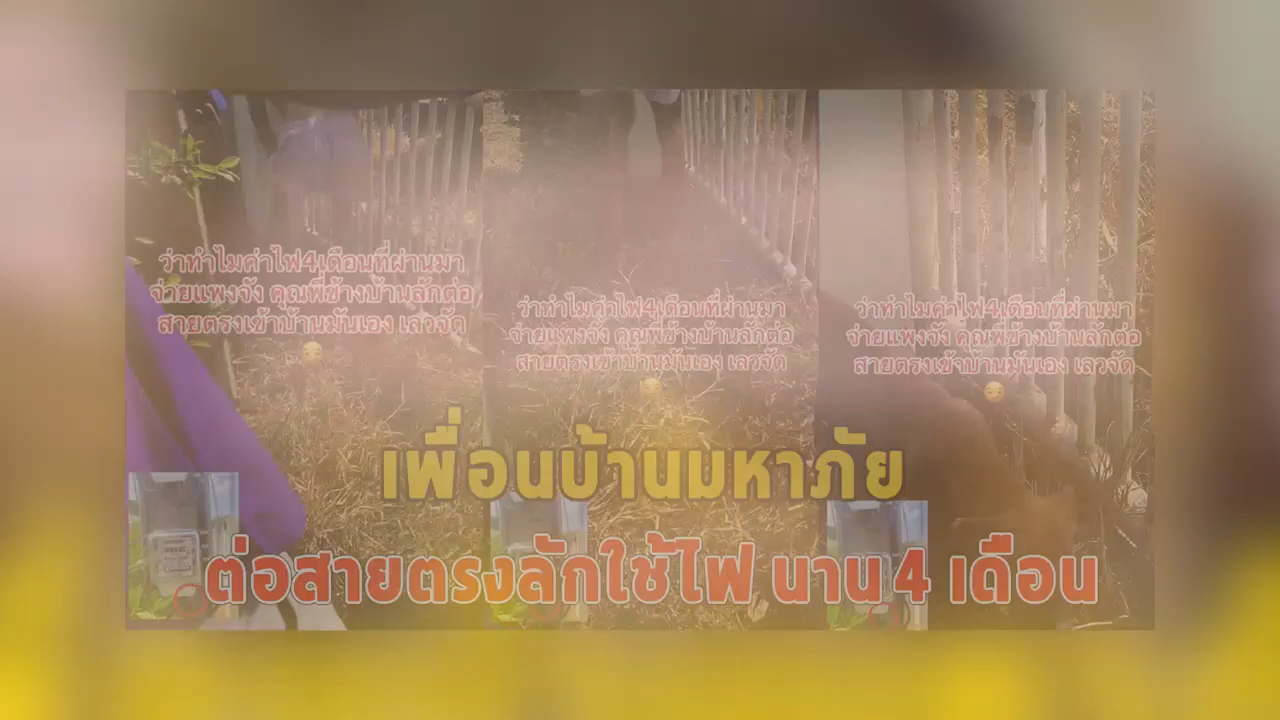 ว่าทำไมค่าไฟ4เดือนที่ผ่านมา
จ่ายแพงจัง คุณพี่ข้างบ้านลักต่อ
สายตรงเข้าบ้านมันเอง เลวจัด
ว่าทำไมค่าไฟ4เดือนที่ผ่านมา
จ่ายแพงจัง คุณพี่ข้างบ้านลักต่อ
สายตรงเข้าบ้านมันเอง เลวจัด
ว่าทำไมค่าไฟ4เดือนที่ผ่านมา
จ่ายแพงจัง คุณพี่ข้างบ้านลักต่อ
สายตรงเข้าบ้านมันเอง เลวจัด
เพื่อนบ้านมหาภัย
ต่อสายตรงลักใช้ไฟ นาน 4 เดือน